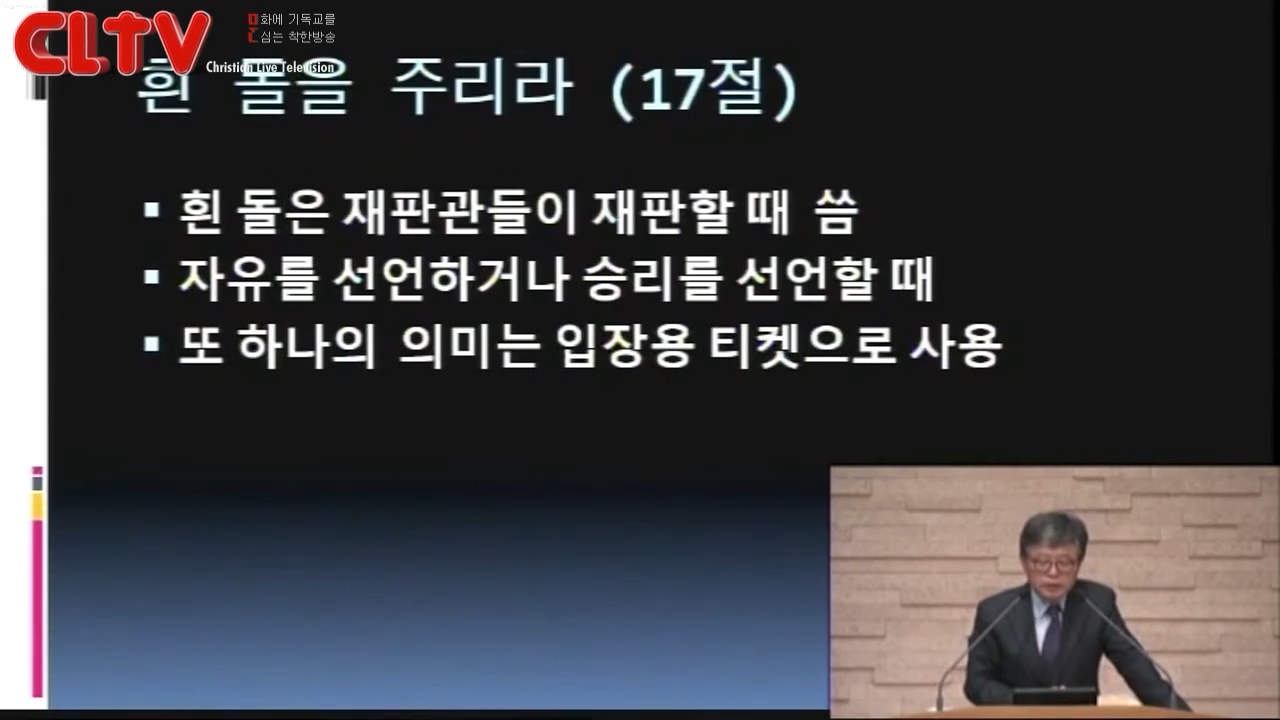 CLTV
문화에 기독교를
심는 착한방송
Christian Live Television
흰 돌을 주리라 (17절)
▪ 흰 돌은 재판관들이 재판할 때 씀
▪ 자유를 선언하거나 승리를 선언할 때
▪ 또 하나의 의미는 입장용 티켓으로 사용